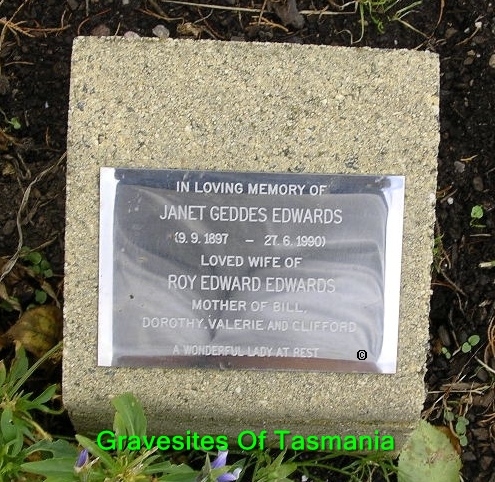 IN LOVING MEMORY OF
JANET GEDDES EDWARDS
(9. 9. 1897 - 27. 6. 1990)
LOVED WIFE OF
ROY EDWARD EDWARDS
MOTHER OF BILL,
DOROTHY, VALERIE AND CLIFFORD
A WONDERFUL LADY AT REST
©
Gravesites Of Tasmania